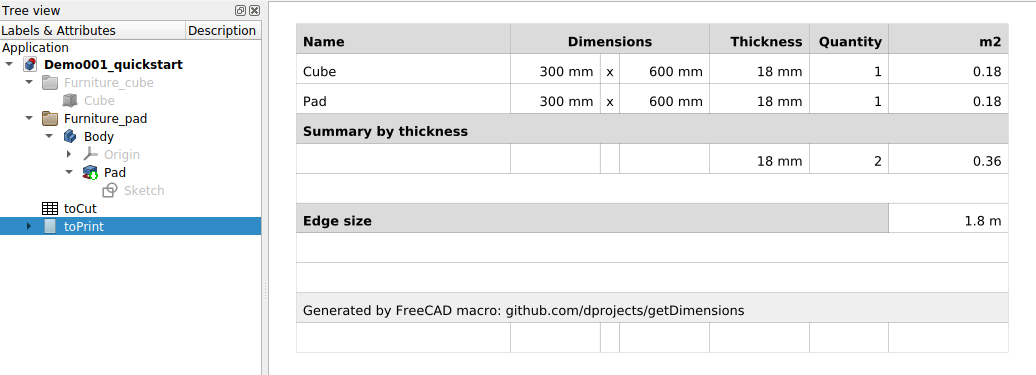 Tree view
Labels & Attributes Description
Application
Demo001_quickstart
Furniture_cube
Cube
Furniture_pad
Body
Origin
Pad
Sketch
toCut
toPrint
Name Dimensions Thickness Quantity m2
Cube 300 mm x 600 mm 18 mm 1 0.18
Pad 300 mm x 600 mm 18 mm 1 0.18
Summary by thickness
18 mm 2 0.36
Edge size 1.8 m
Generated by FreeCAD macro: github.com/dprojects/getDimensions